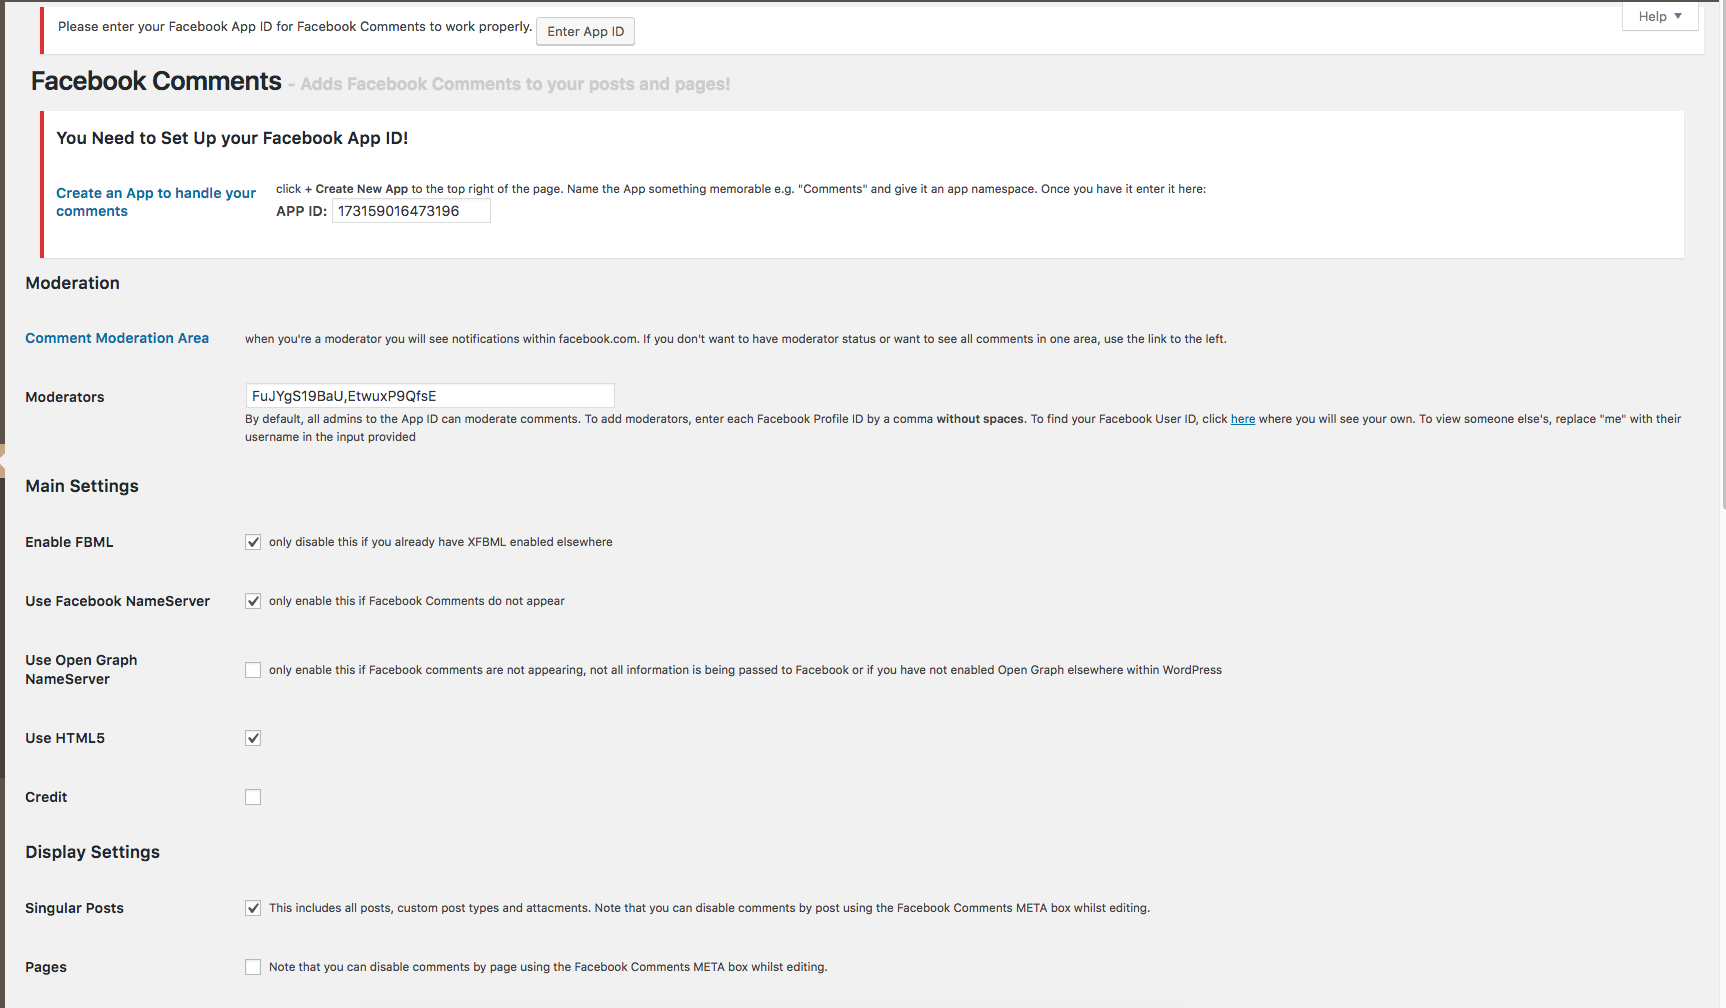 Please enter your Facebook App ID for Facebook Comments to work properly. Enter App ID
Help ▼
Facebook Comments - Adds Facebook Comments to your posts and pages!
You Need to Set Up your Facebook App ID!
Create an App to handle your
comments
click + Create New App to the top right of the page. Name the App something memorable e.g. "Comments" and give it an app namespace. Once you have it enter it here:
APP ID: 173159016473196
Moderation
Comment Moderation Area when you're a moderator you will see notifications within facebook.com. If you don't want to have moderator status or want to see all comments in one area, use the link to the left.
Moderators FuJYgS19BaU,EtwuxP9QfsE
By default, all admins to the App ID can moderate comments. To add moderators, enter each Facebook Profile ID by a comma without spaces. To find your Facebook User ID, click here where you will see your own. To view someone else's, replace "me" with their
username in the input provided
Main Settings
Enable FBML only disable this if you already have XFBML enabled elsewhere
Use Facebook NameServer only enable this if Facebook Comments do not appear
Use Open Graph
NameServer
only enable this if Facebook comments are not appearing, not all information is being passed to Facebook or if you have not enabled Open Graph elsewhere within WordPress
Use HTML5
Credit
Display Settings
Singular Posts This includes all posts, custom post types and attacments. Note that you can disable comments by post using the Facebook Comments META box whilst editing.
Pages Note that you can disable comments by page using the Facebook Comments META box whilst editing.